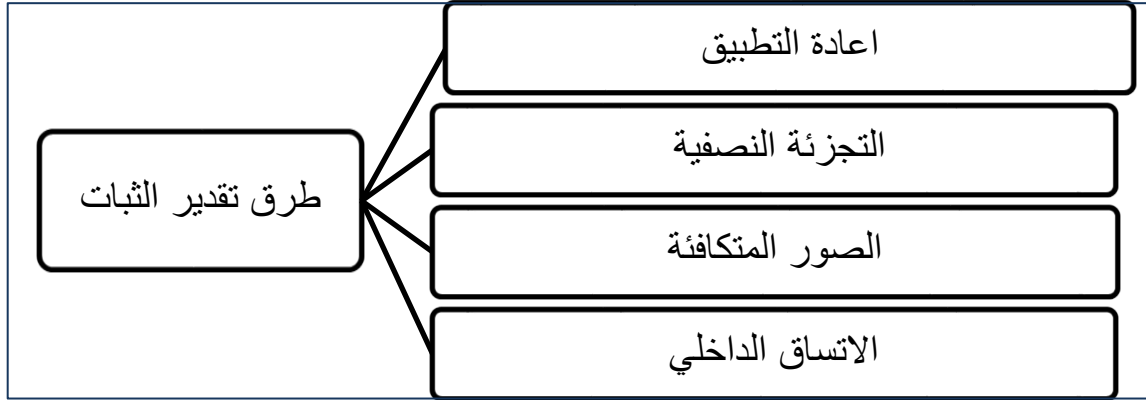 طرق تقدير الثبات
اعادة التطبيق
التجزئة النصفية
الصور المتكافئة
الاتساق الداخلي